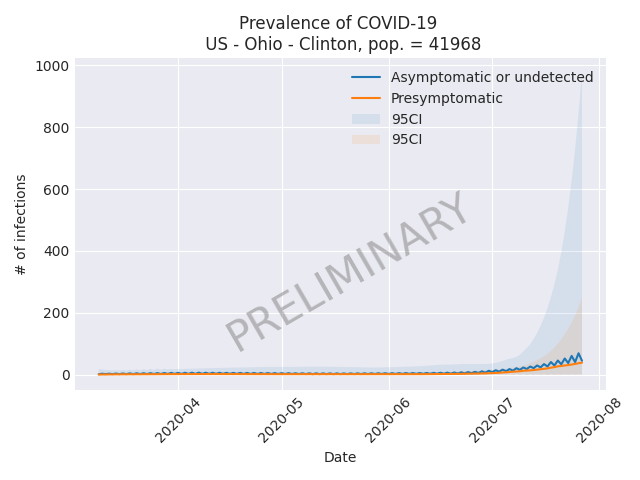 Prevalence of COVID-19
US - Ohio - Clinton, pop. = 41968
1000
800
600
400
200
0
# of infections
Asymptomatic or undetected
Presymptomatic
95CI
95CI
PRELIMINARY
2020-04
2020-05
2020-06
2020-07
2020-08
Date